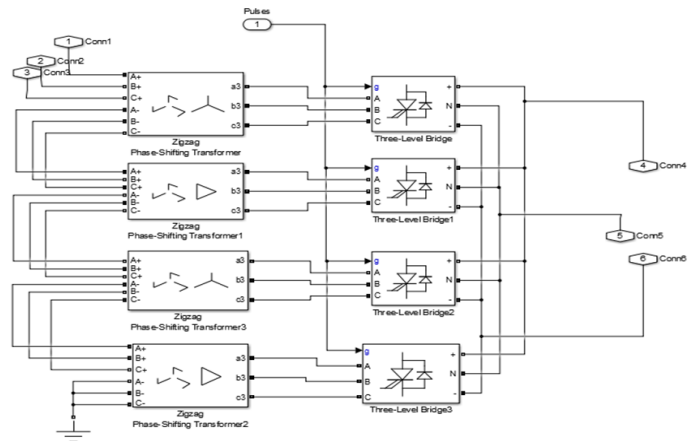 Pulses
1
1 Conn1
2 Conn2
3 Conn3
A+
B+
C+
A-
B-
C-
a3
b3
c3
Zigzag
Phase-Shifting Transformer
g
A
B
C
+
N
-
Three-Level Bridge
4
Conn4
A+
B+
C+
A-
B-
C-
a3
b3
c3
Zigzag
Phase-Shifting Transformer1
g
A
B
C
+
N
-
Three-Level Bridge1
5 Conn5
6 Conn6
A+
B+
C+
A-
B-
C-
a3
b3
c3
Zigzag
Phase-Shifting Transformer3
g
A
B
C
+
N
-
Three-Level Bridge2
A+
B+
C+
A-
B-
C-
a3
b3
c3
Zigzag
Phase-Shifting Transformer2
g
A
B
C
+
N
-
Three-Level Bridge3